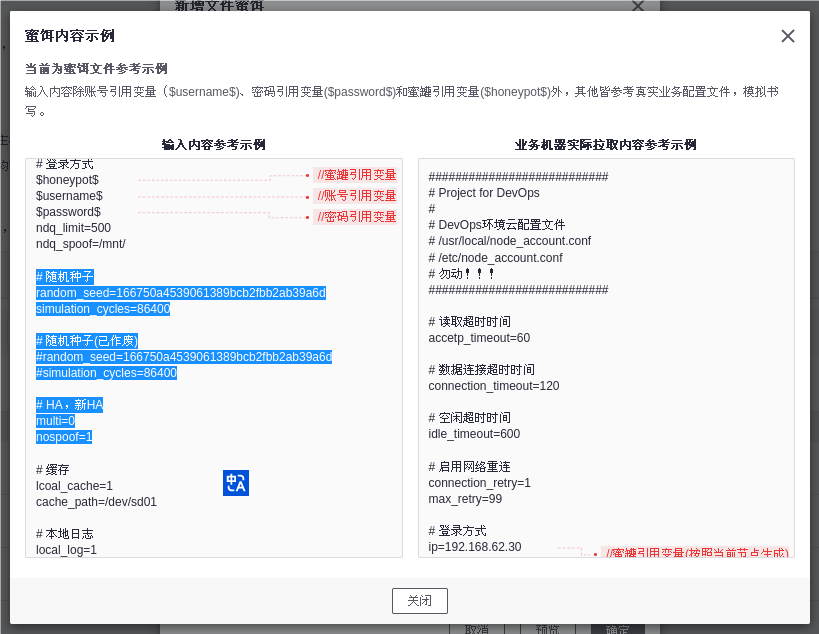 新增文件蜜饵
蜜饵内容示例
当前为蜜饵文件参考示例
输入内容除账号引用变量（$username$)、密码引用变量($password$)和蜜罐引用变量($honeypot$)外，其他皆参考真实业务配置文件，模拟书
写。
输入内容参考示例
# 登录方式
$honeypot$ //蜜罐引用变量
$username$ //账号引用变量
$password$ //密码引用变量
ndq_limit=500
ndq_spoof=/mnt/
# 随机种子
random_seed=166750a4539061389bcb2fbb2ab39a6d
simulation_cycles=86400
# 随机种子(已作废)
#random_seed=166750a4539061389bcb2fbb2ab39a6d
#simulation_cycles=86400
# HA，新HA
multi=0
nospoof=1
# 缓存
lcoal_cache=1
cache_path=/dev/sd01
# 本地日志
local_log=1
业务机器实际拉取内容参考示例
###########################
# Project for DevOps
#
# DevOps环境云配置文件
# /usr/local/node_account.conf
# /etc/node_account.conf
# 勿动！！！
###########################
# 读取超时时间
accetp_timeout=60
# 数据连接超时时间
connection_timeout=120
# 空闲超时时间
idle_timeout=600
# 启用网络重连
connection_retry=1
max_retry=99
# 登录方式
ip=192.168.62.30 //蜜罐引用变量(按照当前节点生成)
关闭
取消 预览 确定